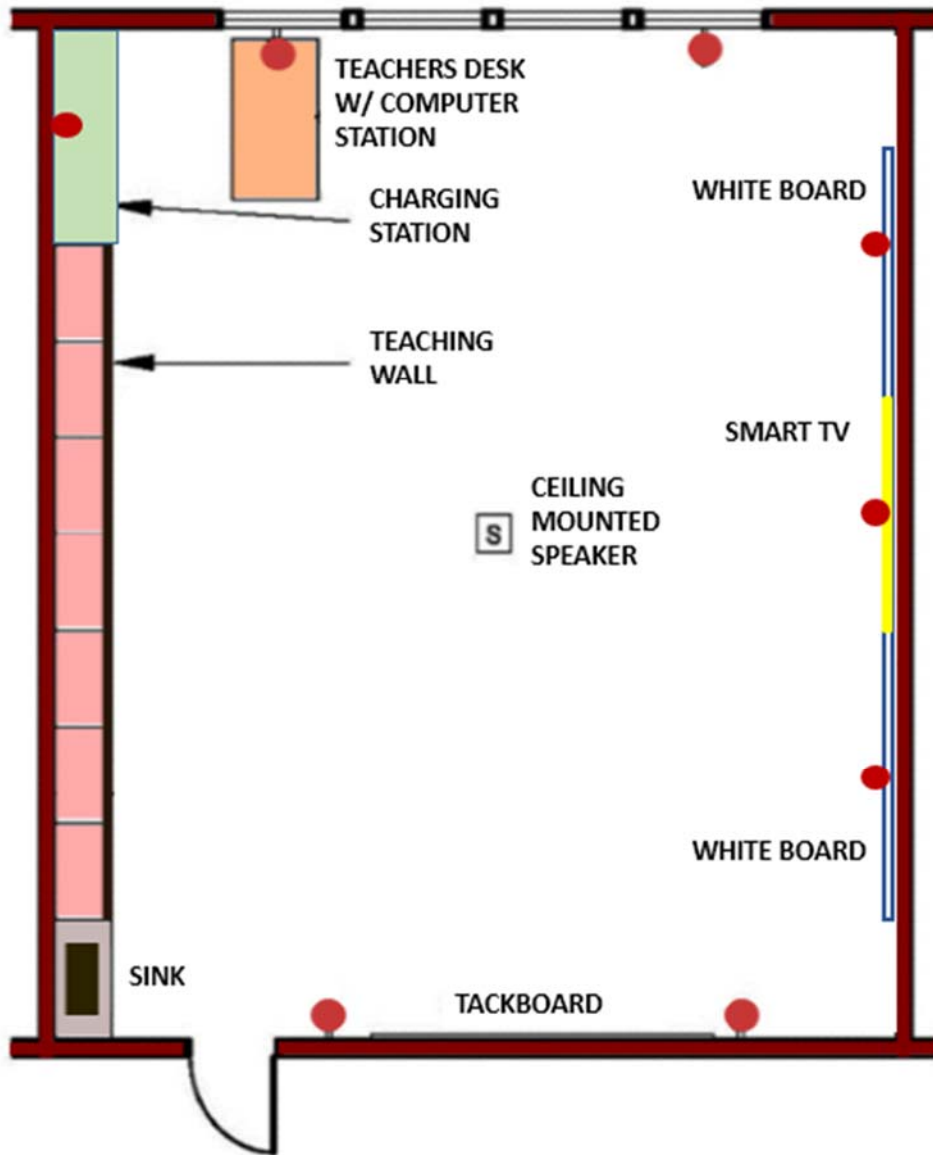 TEACHERS DESK
W/ COMPUTER
STATION
CHARGING
STATION
WHITE BOARD
TEACHING
WALL
SMART TV
CEILING
MOUNTED
SPEAKER
S
WHITE BOARD
SINK
TACKBOARD